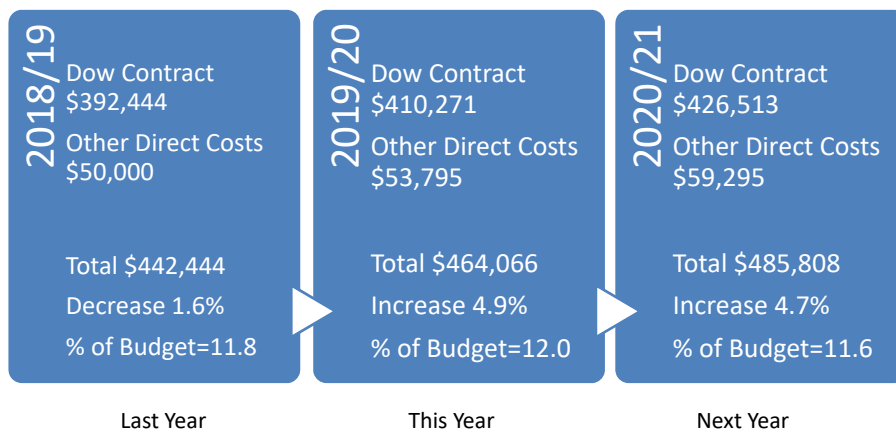 2018/19
Dow Contract
$392,444
Other Direct Costs
$50,000
Total $442,444
Decrease 1.6%
% of Budget=11.8
2019/20
Dow Contract
$410,271
Other Direct Costs
$53,795
Total $464,066
Increase 4.9%
% of Budget=12.0
2020/21
Dow Contract
$426,513
Other Direct Costs
$59,295
Total $485,808
Increase 4.7%
% of Budget=11.6
Last Year
This Year
Next Year